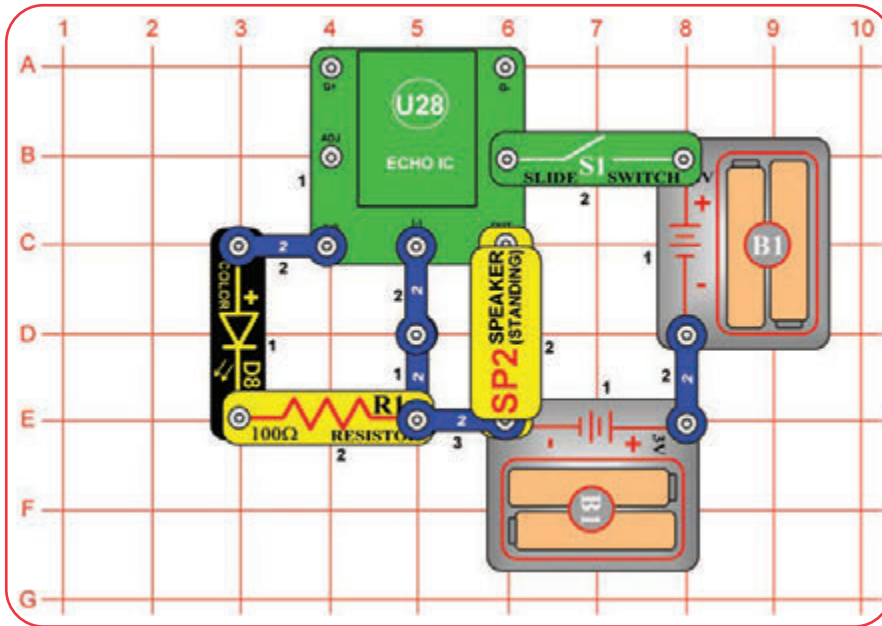 1 2 3 4 5 6 7 8 9 10
A
G+
G-
U28
ADJ
ECHO IC
B
1
SLIDE S1 SWITCH
2
C
2
2
COLOR
+
D8
1
2
2
SPEAKER
(STANDING)
SP2
2
1
+
-
B1
D
1
2
2
2
E
R1
100Ω
RESISTOR
2
2
3
1
-
+
3V
F
B1
G